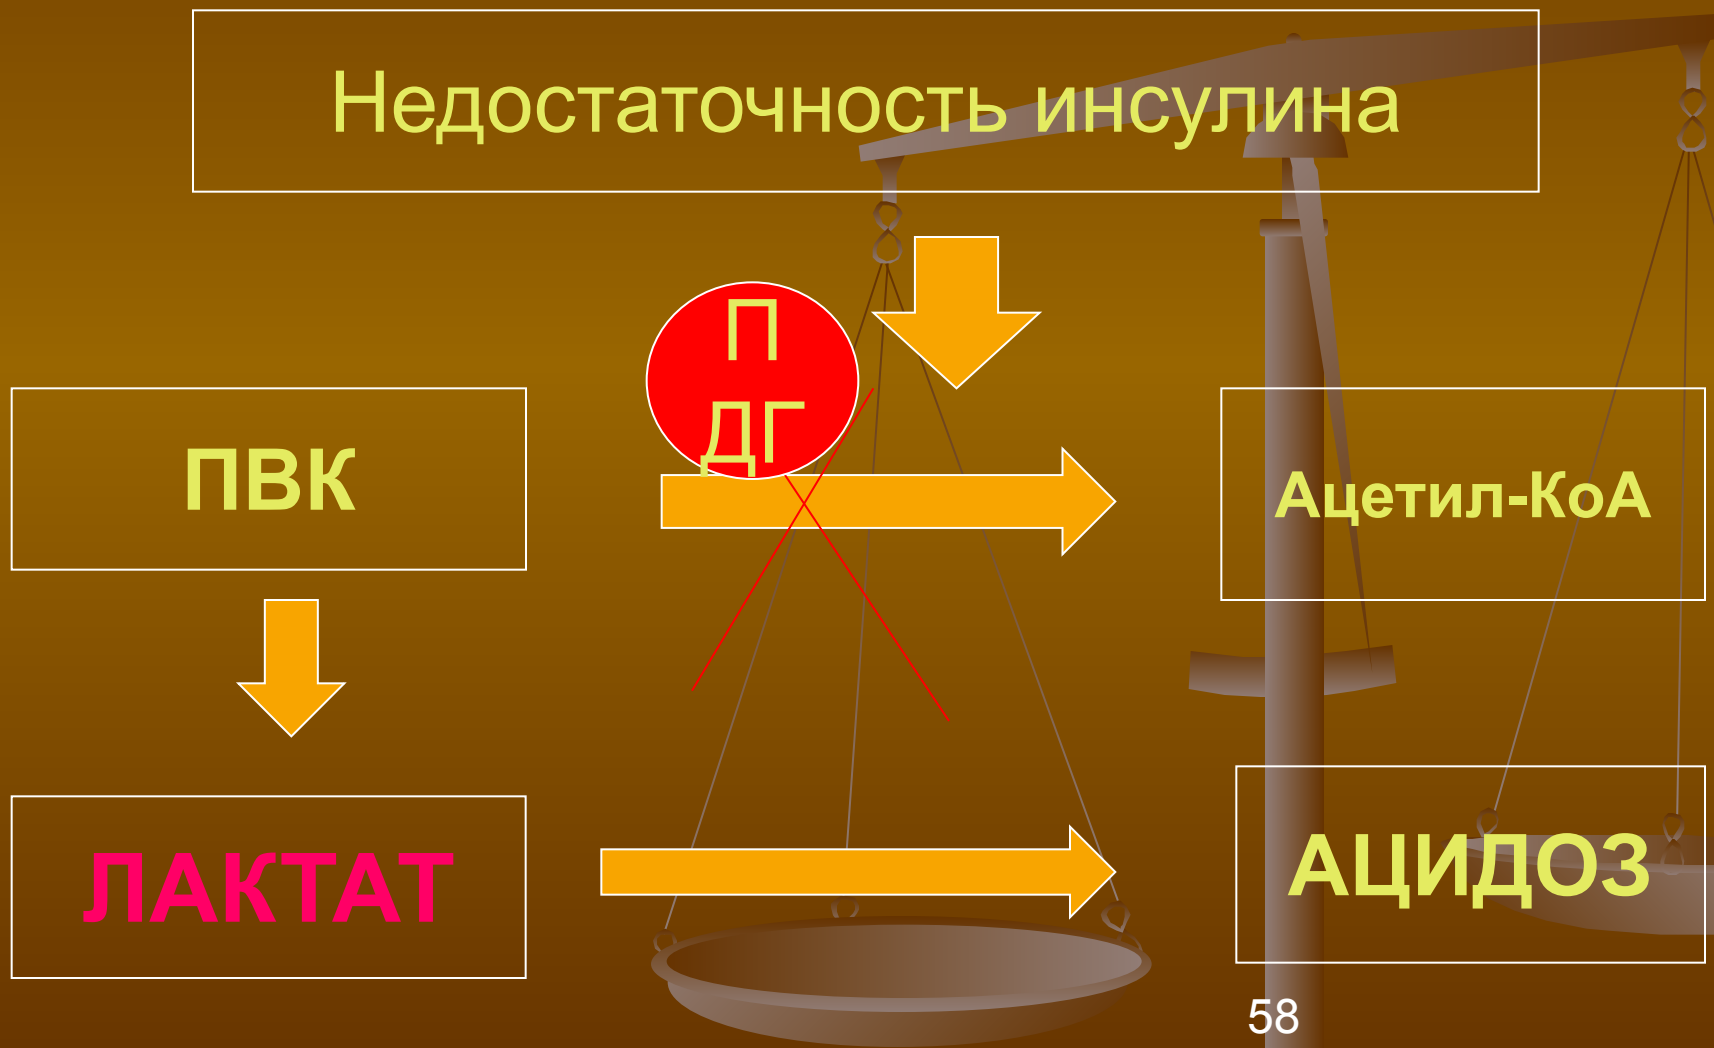 Недостаточность инсулина
П
ДГ
ПВК
Ацетил-КоА
ЛАКТАТ
АЦИДОЗ
58